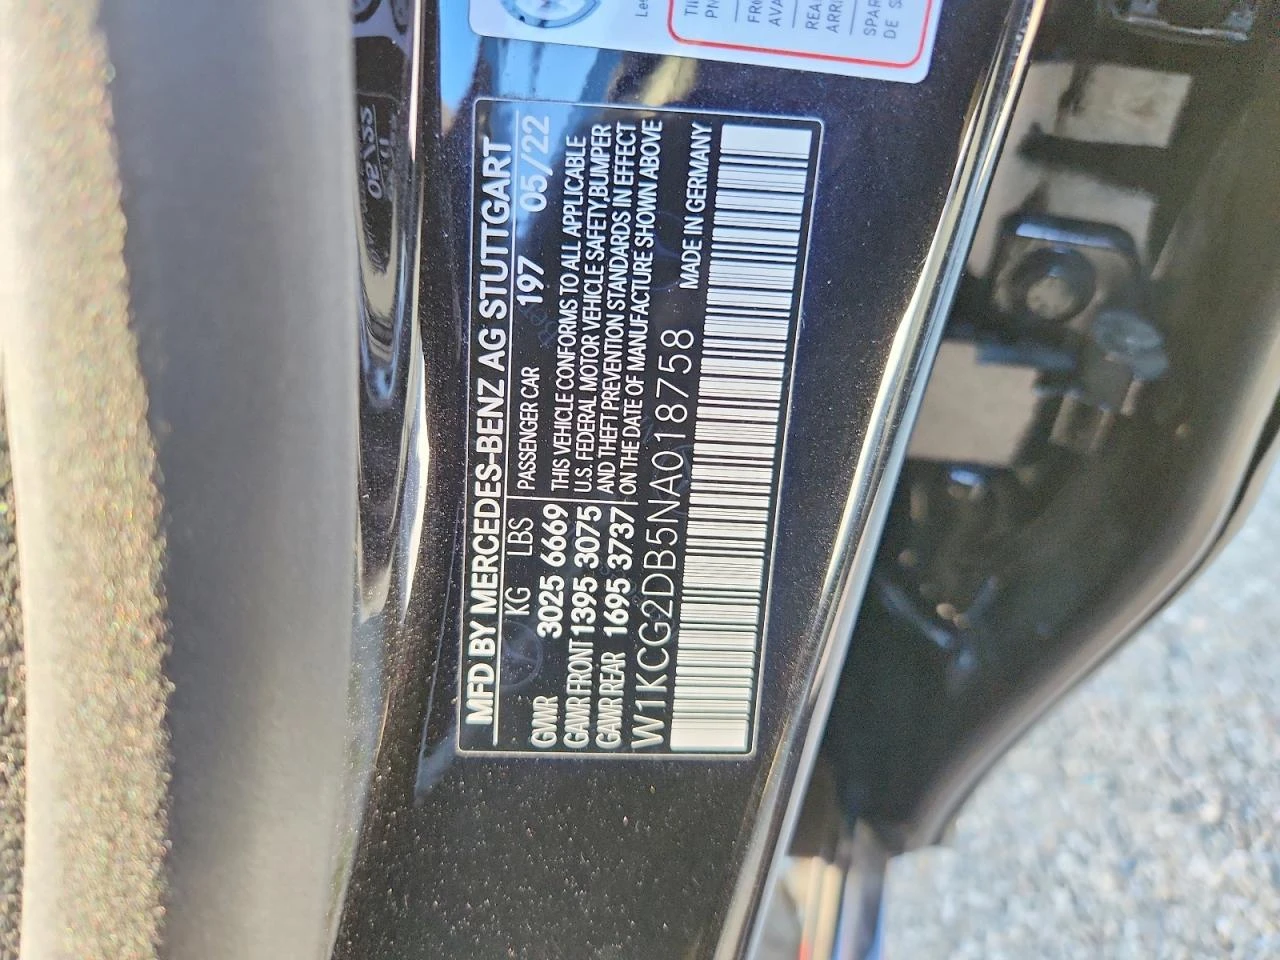 MFD BY MERCEDES-BENZ AG STUTTGART
KG LBS PASSENGER CAR 197 05/22
GVWR 3025 6669 THIS VEHICLE CONFORMS TO ALL APPLICABLE
GAWR FRONT 1395 3075 U.S. FEDERAL MOTOR VEHICLE SAFETY,BUMPER
GAWR REAR 1695 3737 AND THEFT PREVENTION STANDARDS IN EFFECT
ON THE DATE OF MANUFACTURE SHOWN ABOVE
W1KCG2DB5NA018758 MADE IN GERMANY